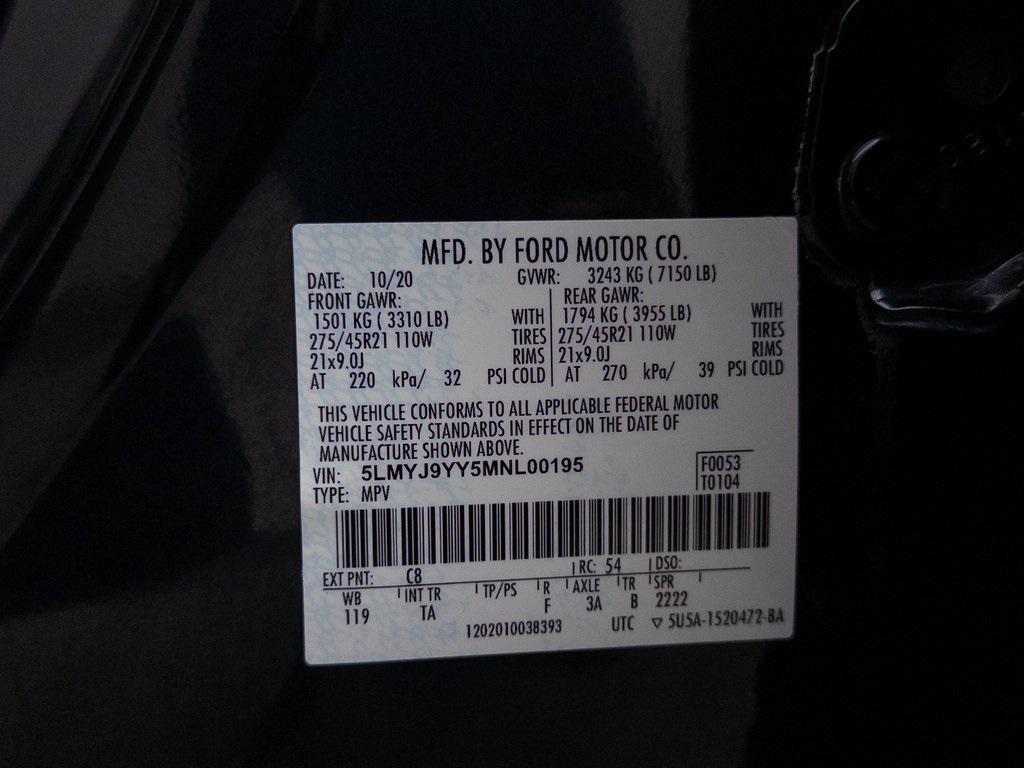 MFD. BY FORD MOTOR CO.
DATE: 10/20 GVWR: 3243 KG ( 7150 LB)
FRONT GAWR: REAR GAWR:
1501 KG ( 3310 LB) WITH 1794 KG ( 3955 LB) WITH
275/45R21 110W TIRES 275/45R21 110W TIRES
21x9.0J RIMS 21x9.0J RIMS
AT 220 kPa/ 32 PSI COLD AT 270 kPa/ 39 PSI COLD
THIS VEHICLE CONFORMS TO ALL APPLICABLE FEDERAL MOTOR
VEHICLE SAFETY STANDARDS IN EFFECT ON THE DATE OF
MANUFACTURE SHOWN ABOVE.
VIN: 5LMYJ9YY5MNL00195 F0053
TYPE: MPV T0104
EXT PNT: C8 RC: 54 DSO:
WB INT TR TP/PS R AXLE TR SPR
119 TA F 3A B 2222
1202010038393 UTC ▽ 5U5A-1520472-BA